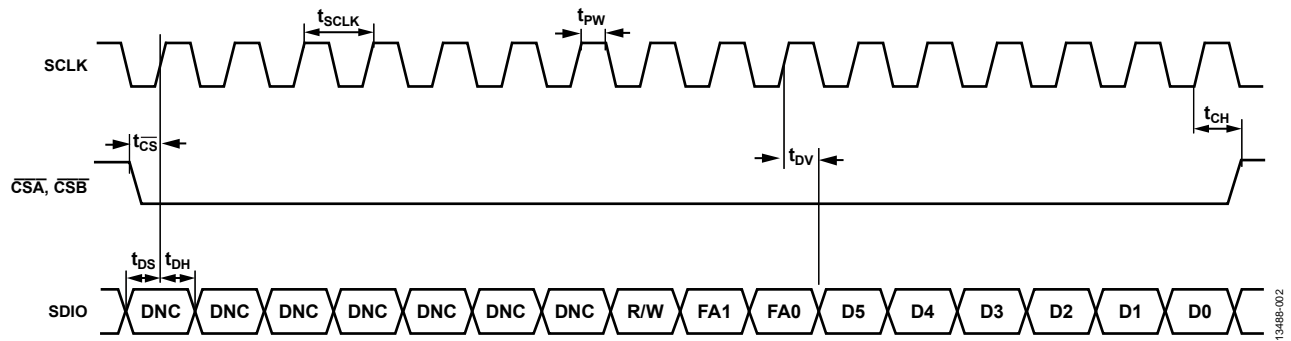 tSCLK
tPW
SCLK
tCS
tCH
tDV
CSA, CSB
tDS
tDH
SDIO DNC DNC DNC DNC DNC DNC DNC R/W FA1 FA0 D5 D4 D3 D2 D1 D0
13488-002